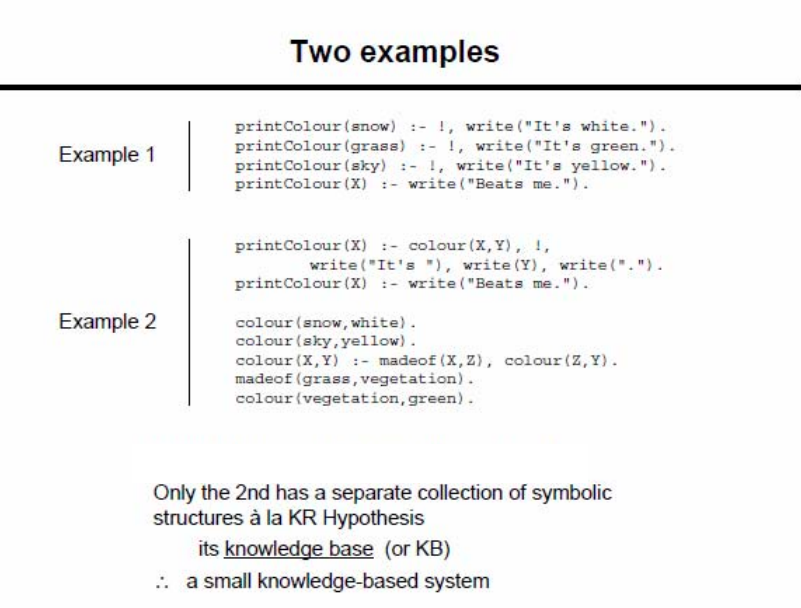 Two examples
Example 1
printColour(snow) :- !, write("It's white.").
printColour(grass) :- !, write("It's green.").
printColour(sky) :- !, write("It's yellow.").
printColour(X) :- write("Beats me.").
Example 2
printColour(X) :- colour(X,Y), !,
write("It's "), write(Y), write(".").
printColour(X) :- write("Beats me.").
colour(snow,white).
colour(sky,yellow).
colour(X,Y) :- madeof(X,Z), colour(Z,Y).
madeof(grass,vegetation).
colour(vegetation,green).
Only the 2nd has a separate collection of symbolic
structures à la KR Hypothesis
its knowledge base (or KB)
∴ a small knowledge-based system